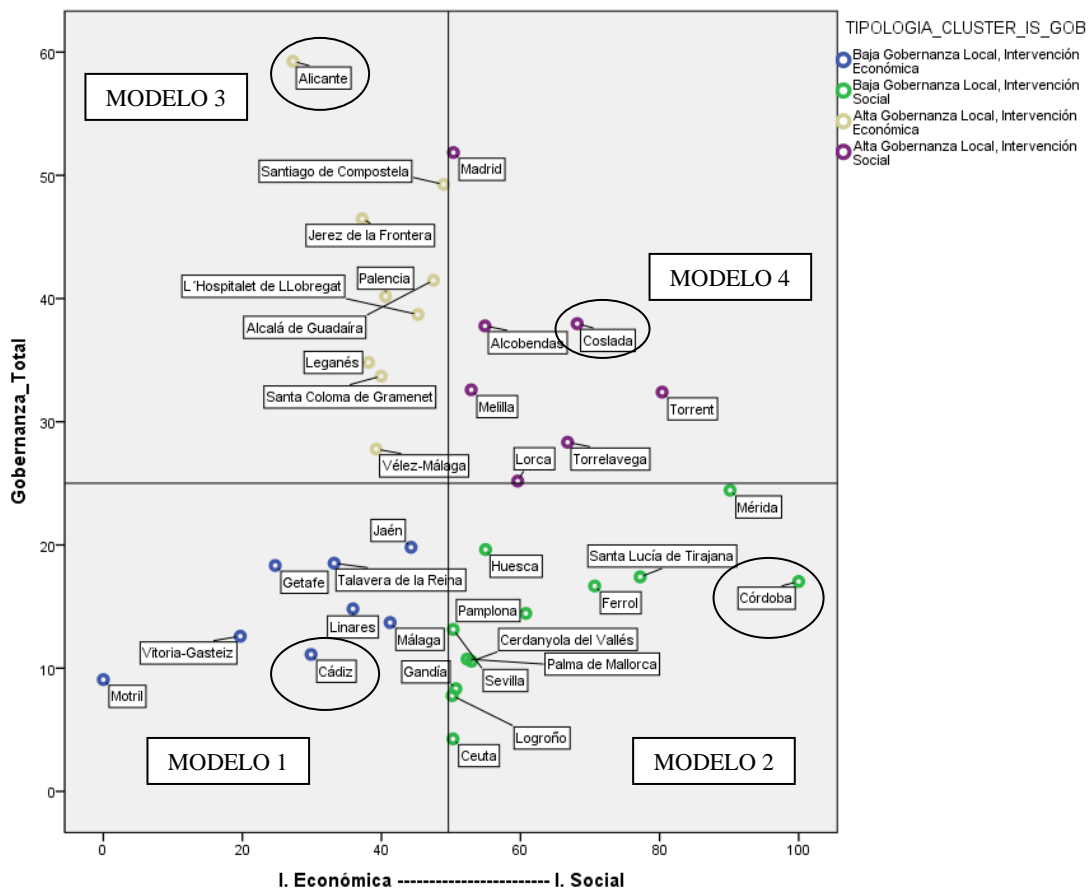 TIPOLOGIA_CLUSTER_IS_GOB
Baja Gobernanza Local, Intervención
Económica
Baja Gobernanza Local, Intervención
Social
Alta Gobernanza Local, Intervención
Económica
Alta Gobernanza Local, Intervención
Social
60
Alicante
MODELO 3
50
Santiago de Compostela
Madrid
Jerez de la Frontera
40
Palencia
L´Hospitalet de LLobregat
MODELO 4
Alcalá de Guadaíra
Alcobendas
Coslada
Leganés
Santa Coloma de Gramenet
Melilla
Torrent
30
Vélez-Málaga
Lorca
Torrelavega
Gobernanza_Total
Mérida
20
Jaén
Huesca
Santa Lucía de Tirajana
Getafe
Talavera de la Reina
Ferrol
Córdoba
Linares
Málaga
Pamplona
Vitoria-Gasteiz
Cerdanyola del Vallés
10
Cádiz
Gandía
Sevilla
Palma de Mallorca
Motril
Logroño
Ceuta
MODELO 1
MODELO 2
0
0
20
40
60
80
100
I. Económica ------------------------ I. Social